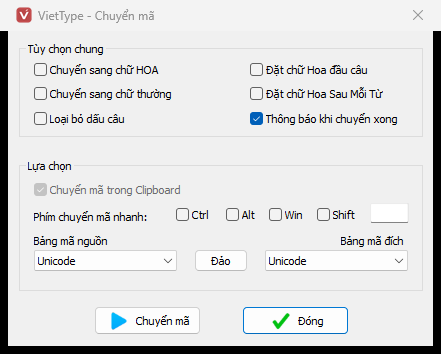 VietType - Chuyển mã
Tùy chọn chung
Chuyển sang chữ HOA
Đặt chữ Hoa đầu câu
Chuyển sang chữ thường
Đặt chữ Hoa Sau Mỗi Từ
Loại bỏ dấu câu
Thông báo khi chuyển xong
Lựa chọn
Chuyển mã trong Clipboard
Phím chuyển mã nhanh: Ctrl Alt Win Shift
Bảng mã nguồn Bảng mã đích
Unicode Đảo Unicode
Chuyển mã Đóng